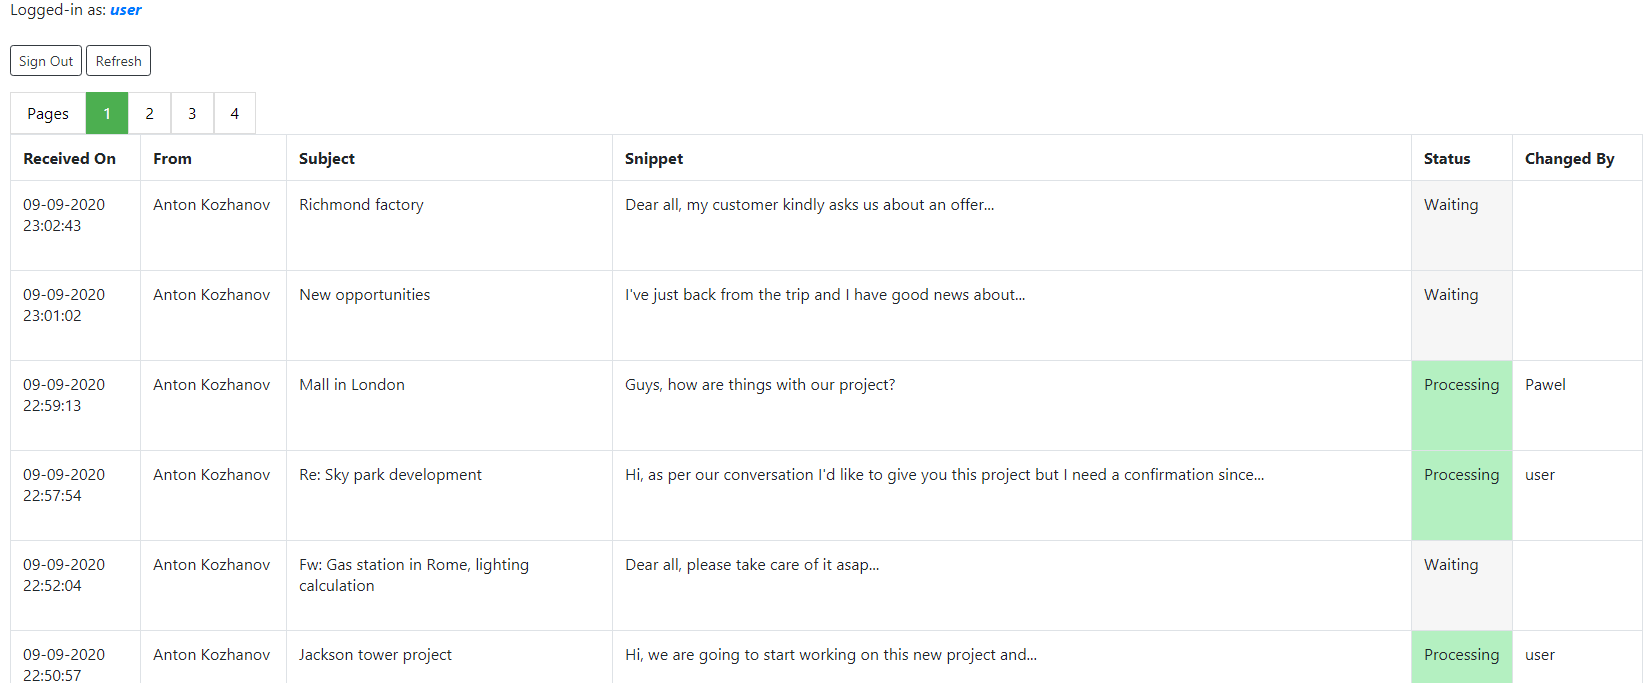 Logged-in as: user
Sign Out Refresh
Pages 1 2 3 4
Received On From Subject Snippet Status Changed By
09-09-2020 Anton Kozhanov Richmond factory Dear all, my customer kindly asks us about an offer... Waiting
23:02:43
09-09-2020 Anton Kozhanov New opportunities I've just back from the trip and I have good news about... Waiting
23:01:02
09-09-2020 Anton Kozhanov Mall in London Guys, how are things with our project? Processing Pawel
22:59:13
09-09-2020 Anton Kozhanov Re: Sky park development Hi, as per our conversation I'd like to give you this project but I need a confirmation since... Processing user
22:57:54
09-09-2020 Anton Kozhanov Fw: Gas station in Rome, lighting Dear all, please take care of it asap... Waiting
22:52:04 calculation
09-09-2020 Anton Kozhanov Jackson tower project Hi, we are going to start working on this new project and... Processing user
22:50:57